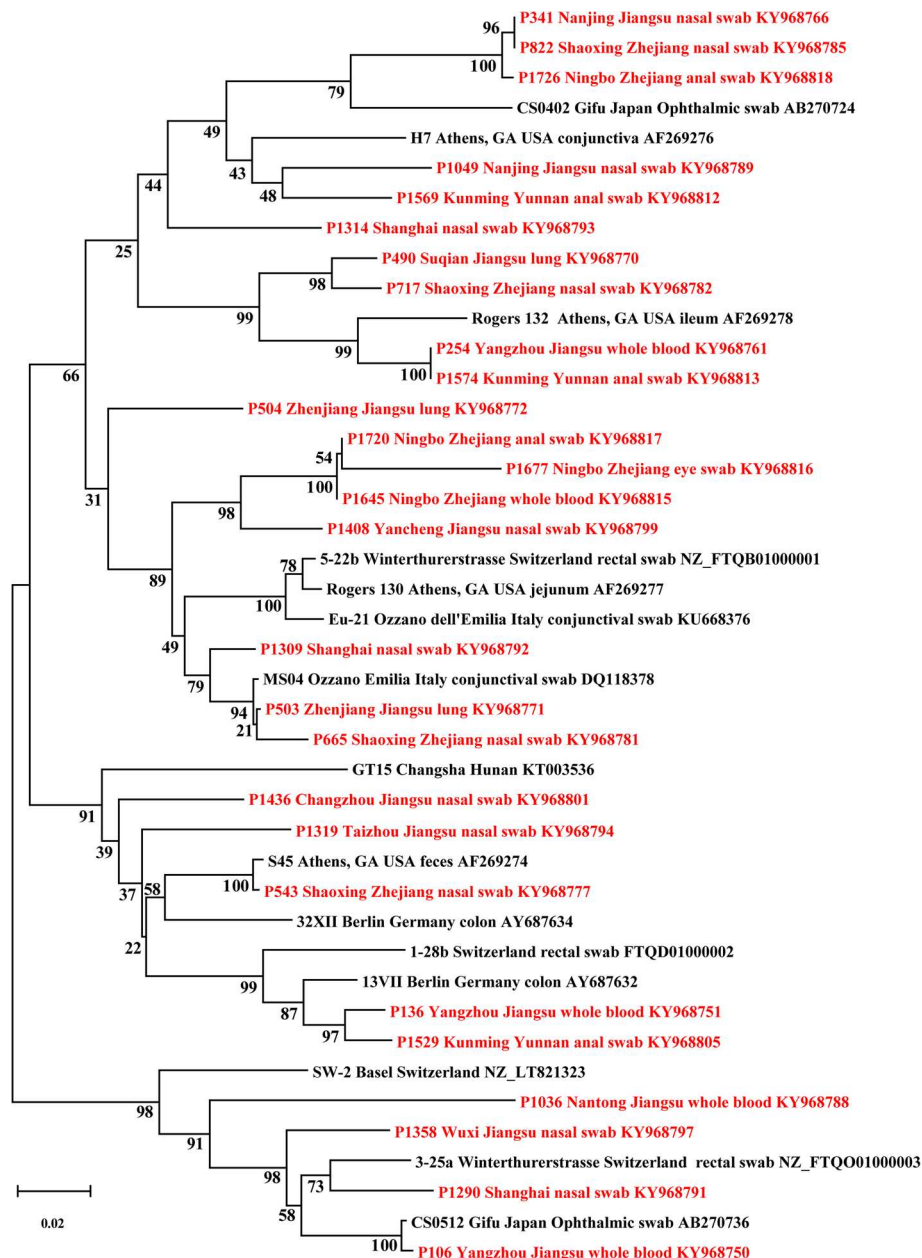 P341 Nanjing Jiangsu nasal swab KY968766
96
P822 Shaoxing Zhejiang nasal swab KY968785
100
P1726 Ningbo Zhejiang anal swab KY968818
79
CS0402 Gifu Japan Ophthalmic swab AB270724
49
H7 Athens, GA USA conjunctiva AF269276
43
P1049 Nanjing Jiangsu nasal swab KY968789
44
48
P1569 Kunming Yunnan anal swab KY968812
P1314 Shanghai nasal swab KY968793
25
P490 Suqian Jiangsu lung KY968770
98
P717 Shaoxing Zhejiang nasal swab KY968782
99
Rogers 132 Athens, GA USA ileum AF269278
99
P254 Yangzhou Jiangsu whole blood KY968761
66
100
P1574 Kunming Yunnan anal swab KY968813
P504 Zhenjiang Jiangsu lung KY968772
P1720 Ningbo Zhejiang anal swab KY968817
54
P1677 Ningbo Zhejiang eye swab KY968816
31
100
P1645 Ningbo Zhejiang whole blood KY968815
98
P1408 Yancheng Jiangsu nasal swab KY968799
5-22b Winterthurerstrasse Switzerland rectal swab NZ_FTQB01000001
78
89
Rogers 130 Athens, GA USA jejunum AF269277
100
Eu-21 Ozzano dell'Emilia Italy conjunctival swab KU668376
49
P1309 Shanghai nasal swab KY968792
MS04 Ozzano Emilia Italy conjunctival swab DQ118378
79
P503 Zhenjiang Jiangsu lung KY968771
94
21
P665 Shaoxing Zhejiang nasal swab KY968781
GT15 Changsha Hunan KT003536
P1436 Changzhou Jiangsu nasal swab KY968801
91
P1319 Taizhou Jiangsu nasal swab KY968794
39
S45 Athens, GA USA feces AF269274
37
58
100
P543 Shaoxing Zhejiang nasal swab KY968777
32XII Berlin Germany colon AY687634
22
1-28b Switzerland rectal swab FTQD01000002
13VII Berlin Germany colon AY687632
99
87
P136 Yangzhou Jiangsu whole blood KY968751
97
P1529 Kunming Yunnan anal swab KY968805
SW-2 Basel Switzerland NZ_LT821323
98
P1036 Nantong Jiangsu whole blood KY968788
91
P1358 Wuxi Jiangsu nasal swab KY968797
3-25a Winterthurerstrasse Switzerland rectal swab NZ_FTQO01000003
98
73
P1290 Shanghai nasal swab KY968791
58
CS0512 Gifu Japan Ophthalmic swab AB270736
0.02
100
P106 Yangzhou Jiangsu whole blood KY968750